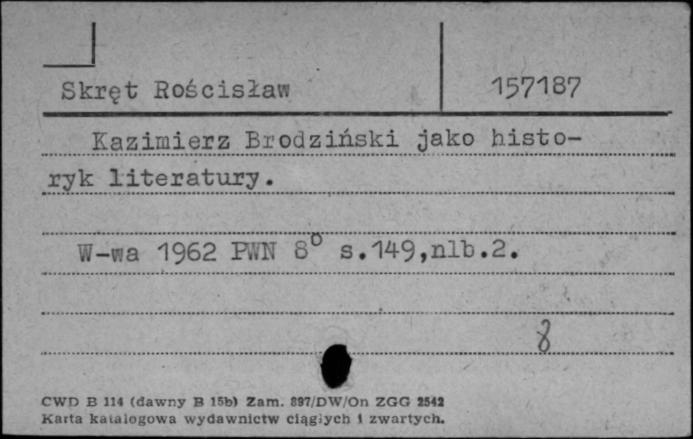 Skręt Rościsław 157187
Kazimierz Brodziński jako histo-
ryk literatury.
W-wa 1962 PWN 8° s.149,nlb.2.
8
CWD B 114 (dawny B 15b) Zam. 897/DW/On ZGG 2542
Karta katalogowa wydawnictw ciągłych i zwartych.